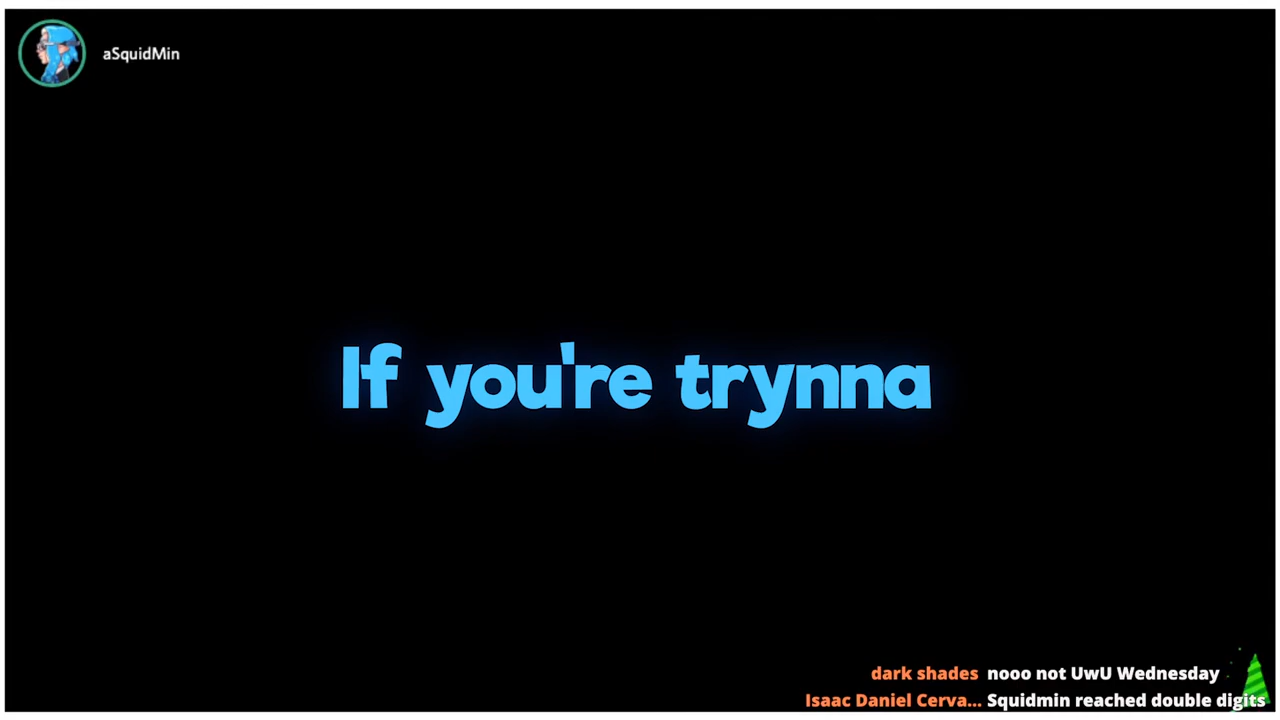 aSquidMin
If you're trynna
dark shades nooo not UwU Wednesday
Isaac Daniel Cerva... Squidmin reached double digits